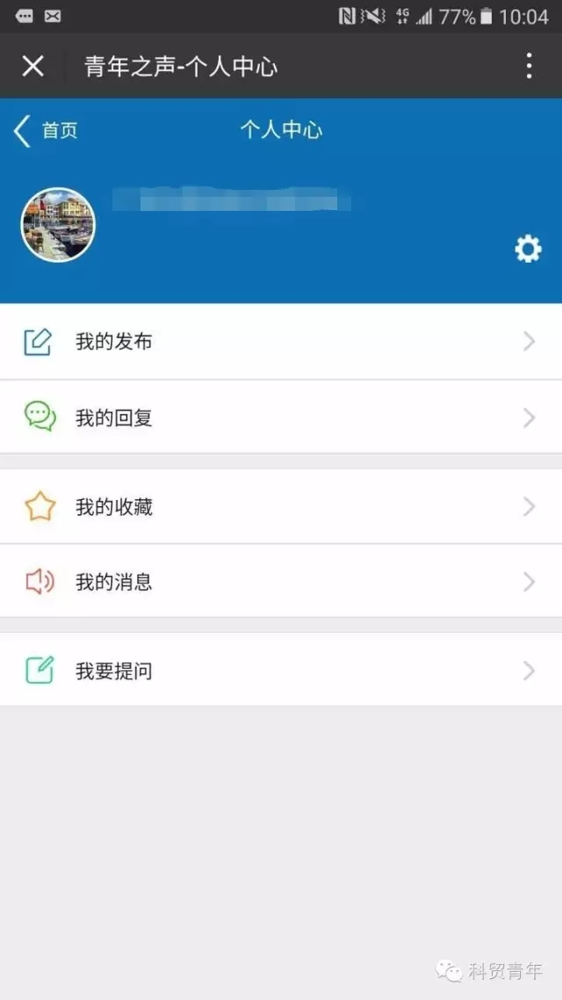 4G 77% 10:04
青年之声-个人中心
首页 个人中心
我的发布
我的回复
我的收藏
我的消息
我要提问
科贸青年